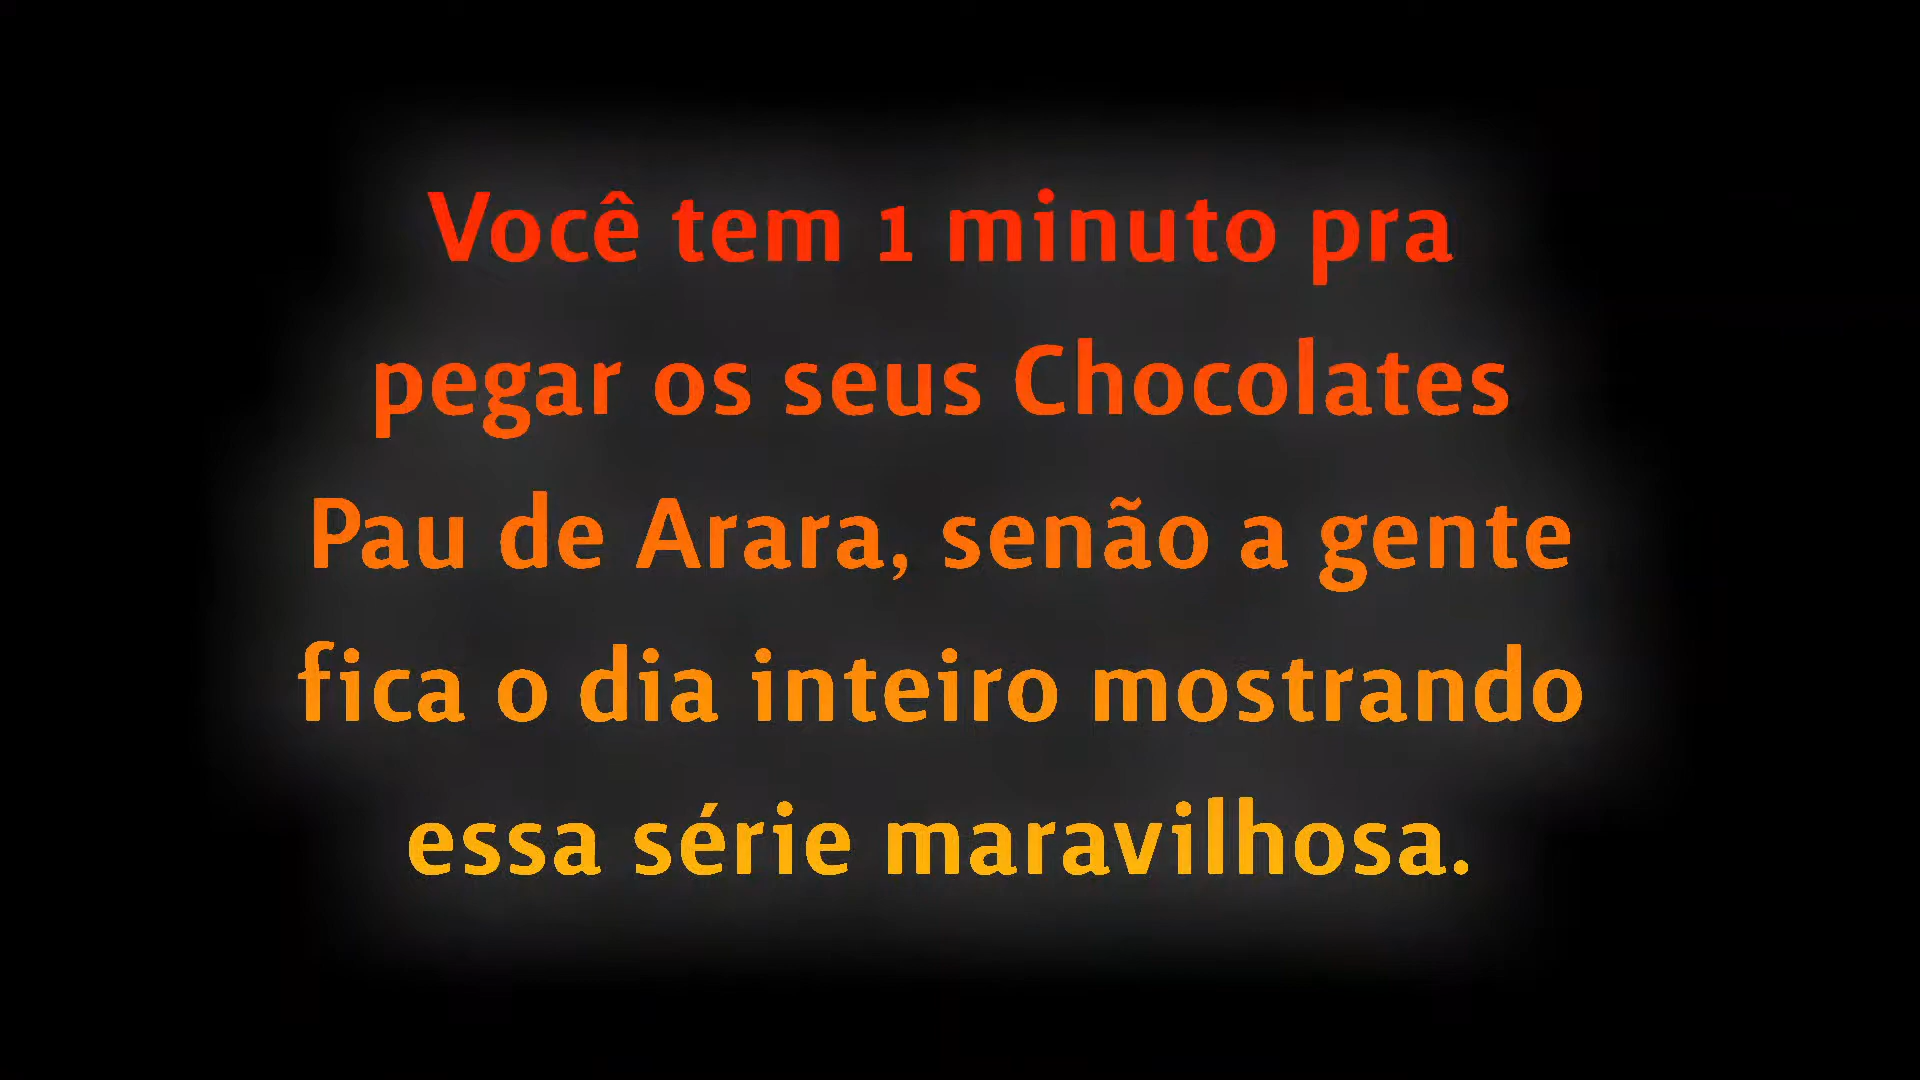 Você tem 1 minuto pra
pegar os seus Chocolates
Pau de Arara, senão a gente
fica o dia inteiro mostrando
essa série maravilhosa.